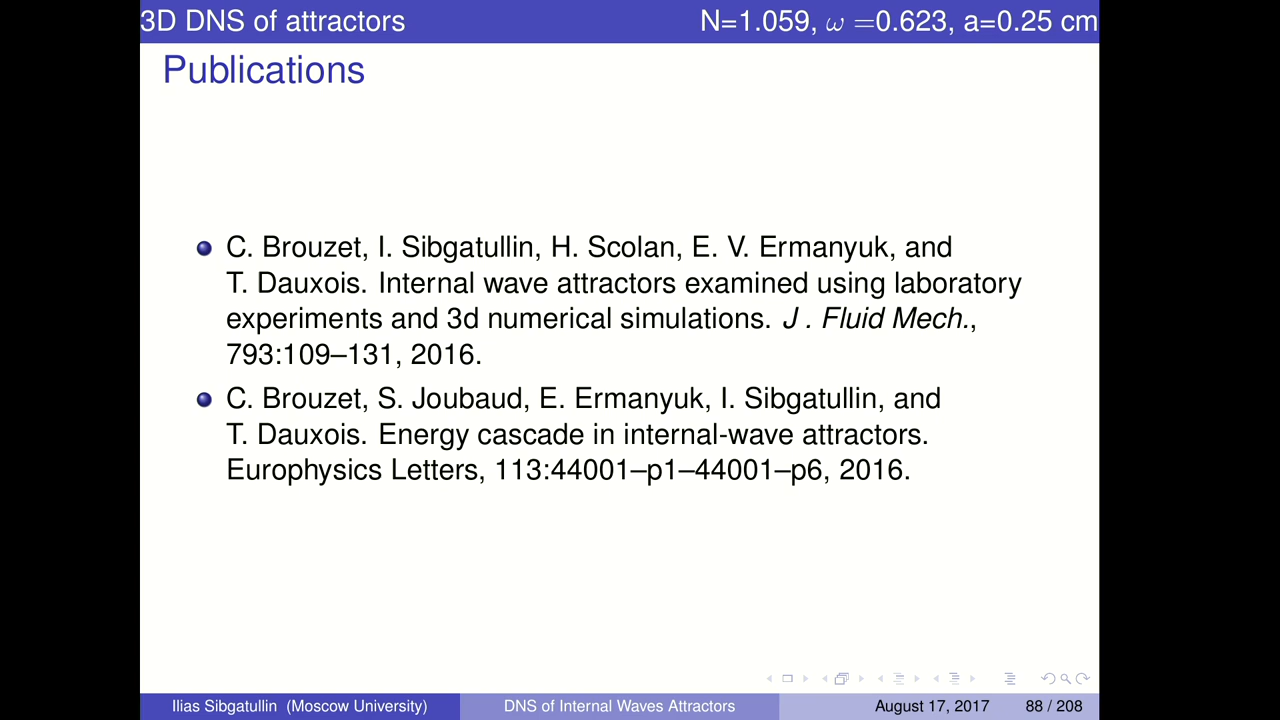 3D DNS of attractors N=1.059, ω =0.623, a=0.25 cm
Publications
C. Brouzet, I. Sibgatullin, H. Scolan, E. V. Ermanyuk, and
T. Dauxois. Internal wave attractors examined using laboratory
experiments and 3d numerical simulations. J . Fluid Mech.,
793:109–131, 2016.
C. Brouzet, S. Joubaud, E. Ermanyuk, I. Sibgatullin, and
T. Dauxois. Energy cascade in internal-wave attractors.
Europhysics Letters, 113:44001–p1–44001–p6, 2016.
Ilias Sibgatullin (Moscow University) DNS of Internal Waves Attractors August 17, 2017 88 / 208